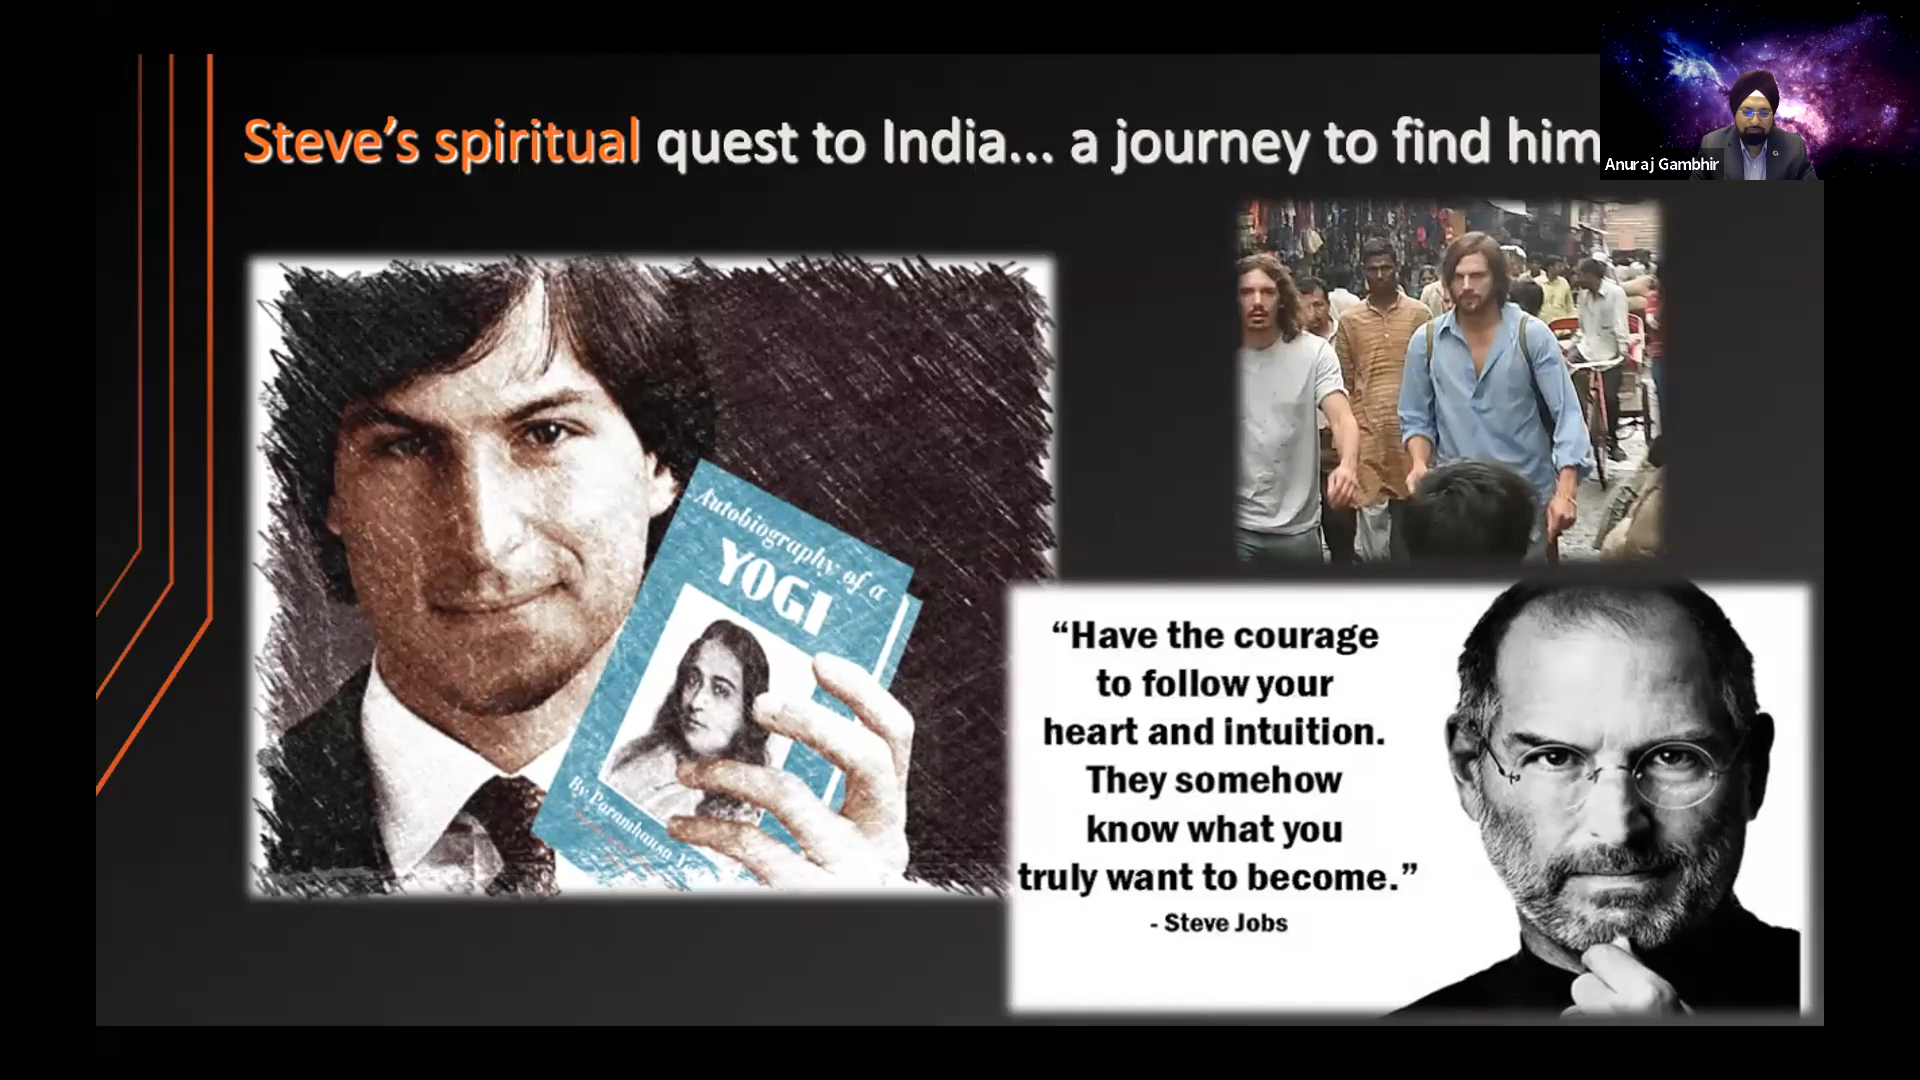 Steve's spiritual quest to India... a journey to find him
Anuraj Gambhir
Autobiography of a
YOGI
By Paramhansa
“Have the courage
to follow your
heart and intuition.
They somehow
know what you
truly want to become.”
- Steve Jobs